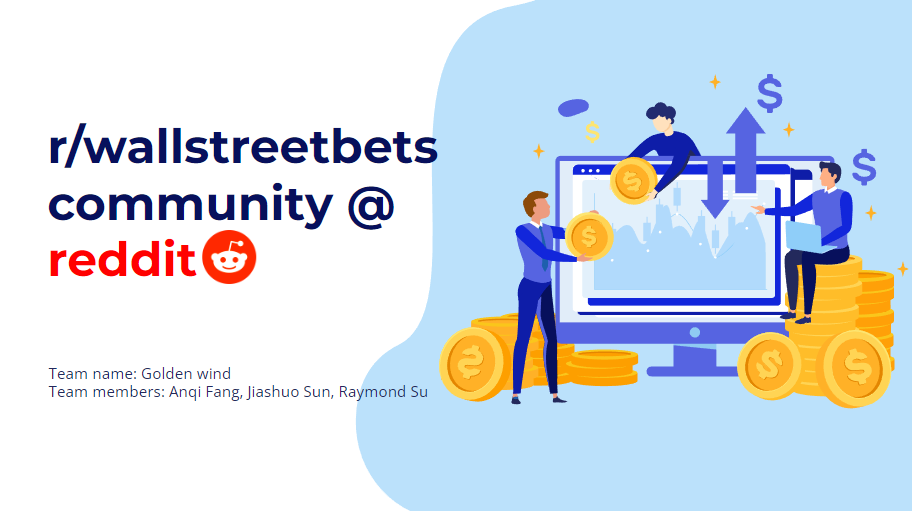 r/wallstreetbets
community @
reddit
Team name: Golden wind
Team members: Anqi Fang, Jiashuo Sun, Raymond Su
$
$
$
$
$
$
$
$